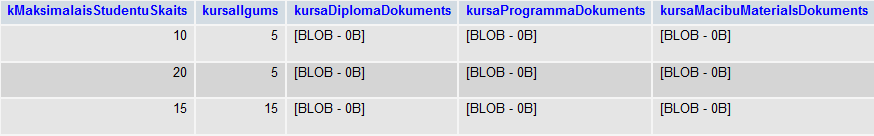 kMaksimalaisStudentuSkaits kursaIlgums kursaDiplomaDokuments kursaProgrammaDokuments kursaMacibuMaterialsDokuments
10 5 [BLOB - 0B] [BLOB - 0B] [BLOB - 0B]
20 5 [BLOB - 0B] [BLOB - 0B] [BLOB - 0B]
15 15 [BLOB - 0B] [BLOB - 0B] [BLOB - 0B]